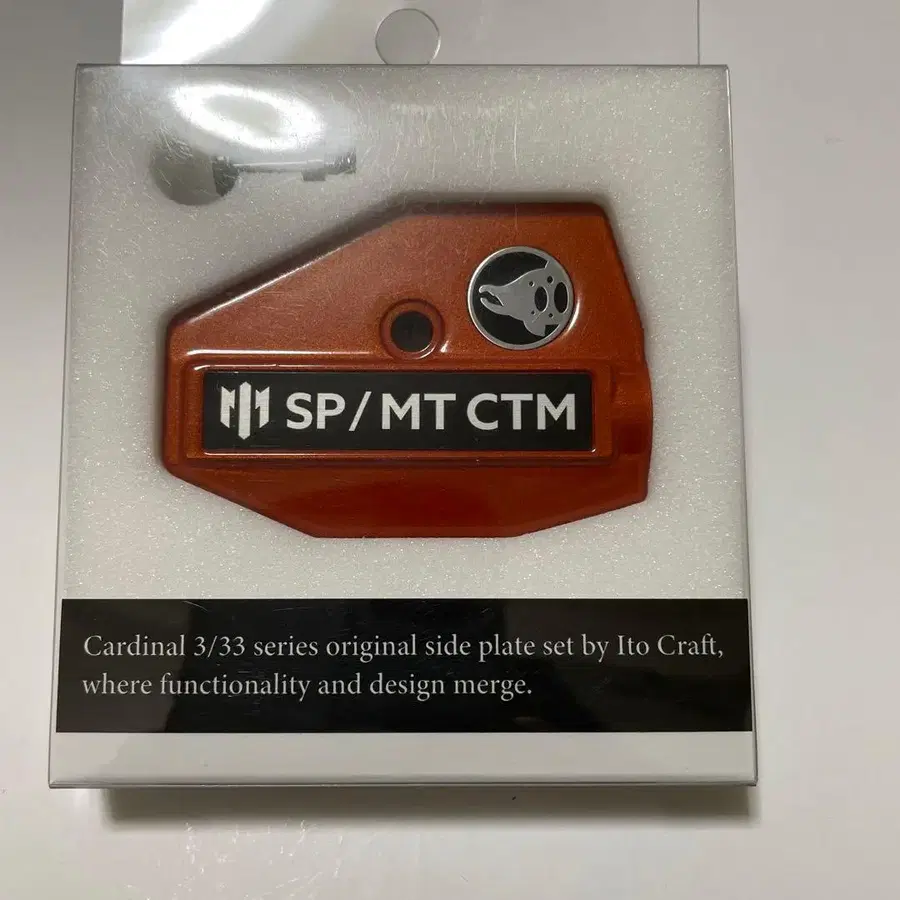 SP/MT CTM
Cardinal 3/33 series original side plate set by Ito Craft,
where functionality and design merge.